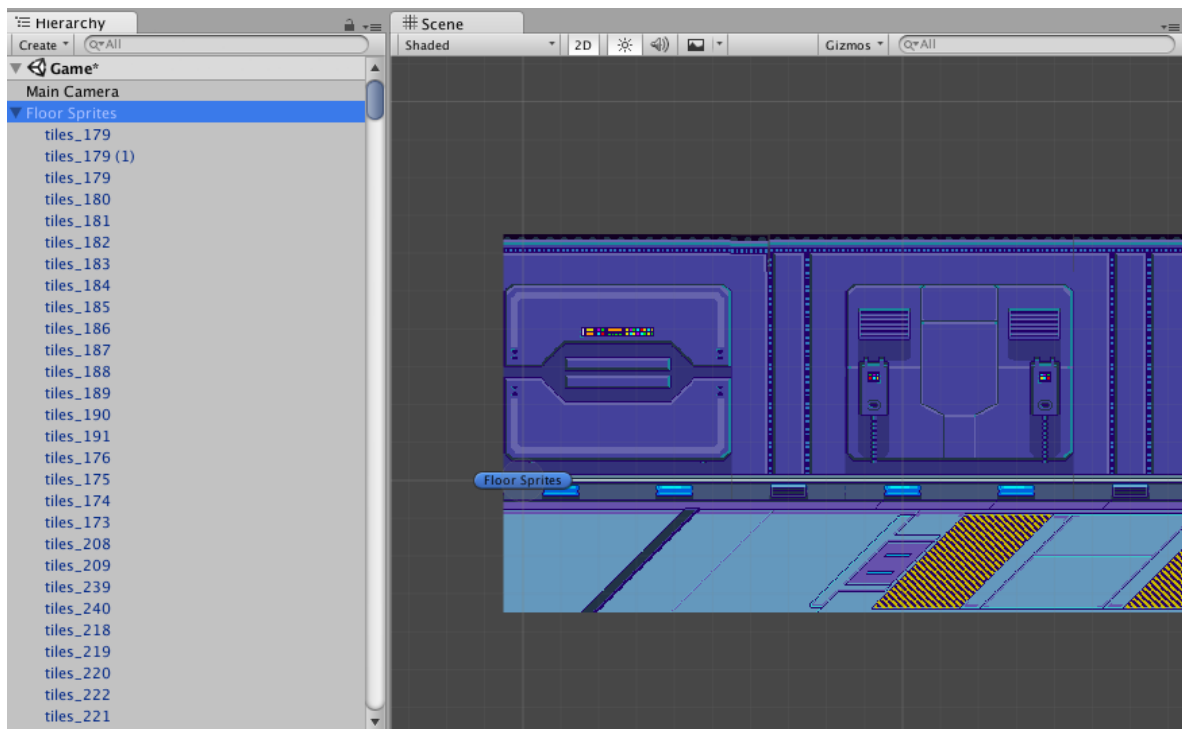 Hierarchy
Create
All
Game*
Main Camera
Floor Sprites
tiles_179
tiles_179 (1)
tiles_179
tiles_180
tiles_181
tiles_182
tiles_183
tiles_184
tiles_185
tiles_186
tiles_187
tiles_188
tiles_189
tiles_190
tiles_191
tiles_176
tiles_175
tiles_174
tiles_173
tiles_208
tiles_209
tiles_239
tiles_240
tiles_218
tiles_219
tiles_220
tiles_222
tiles_221
Scene
Shaded 2D Gizmos All
Floor Sprites